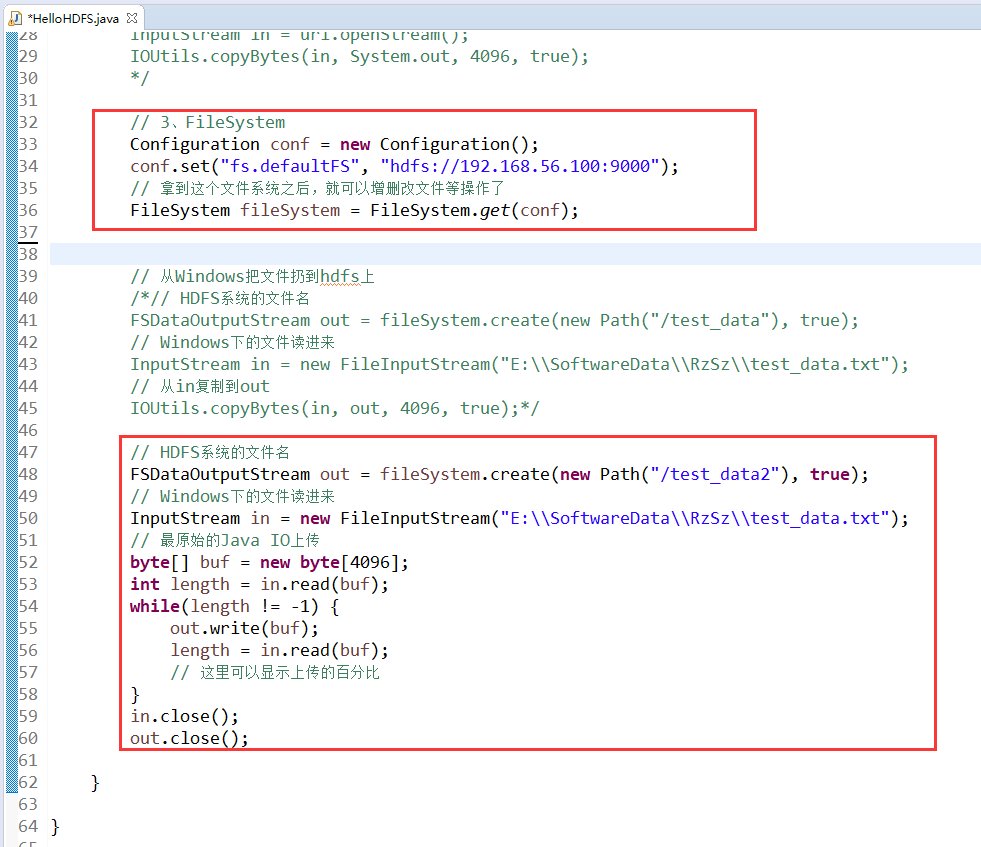 *HelloHDFS.java
28 InputStream in = url.openStream();
29 IOUtils.copyBytes(in, System.out, 4096, true);
30 */
31
32 // 3、FileSystem
33 Configuration conf = new Configuration();
34 conf.set("fs.defaultFS", "hdfs://192.168.56.100:9000");
35 // 拿到这个文件系统之后，就可以增删改文件等操作了
36 FileSystem fileSystem = FileSystem.get(conf);
37
38
39 // 从Windows把文件扔到hdfs上
40 /*// HDFS系统的文件名
41 FSDataOutputStream out = fileSystem.create(new Path("/test_data"), true);
42 // Windows下的文件读进来
43 InputStream in = new FileInputStream("E:\\SoftwareData\\RzSz\\test_data.txt");
44 // 从in复制到out
45 IOUtils.copyBytes(in, out, 4096, true);*/
46
47 // HDFS系统的文件名
48 FSDataOutputStream out = fileSystem.create(new Path("/test_data2"), true);
49 // Windows下的文件读进来
50 InputStream in = new FileInputStream("E:\\SoftwareData\\RzSz\\test_data.txt");
51 // 最原始的Java IO上传
52 byte[] buf = new byte[4096];
53 int length = in.read(buf);
54 while(length != -1) {
55 out.write(buf);
56 length = in.read(buf);
57 // 这里可以显示上传的百分比
58 }
59 in.close();
60 out.close();
61
62 }
63
64 }
65